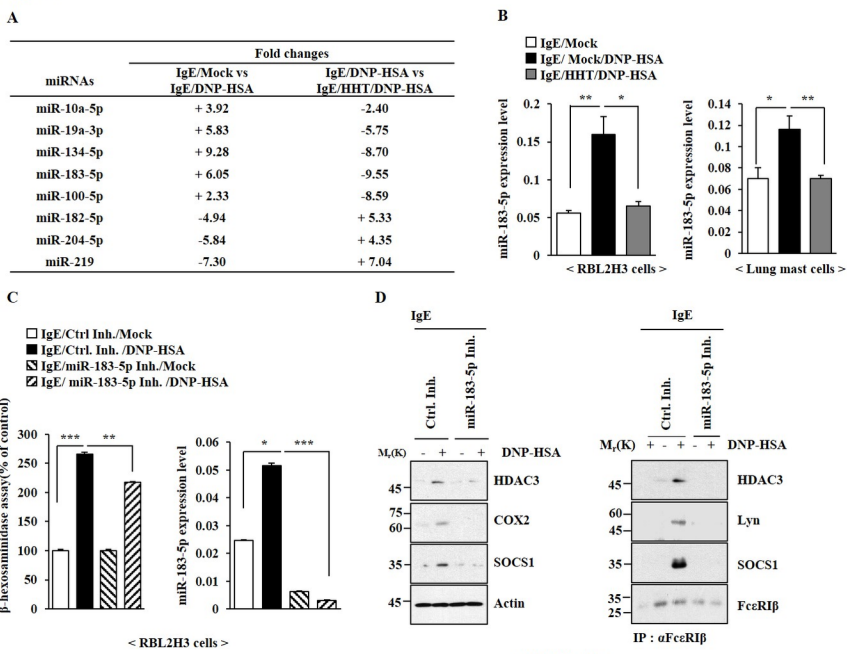 A
Fold changes
miRNAs
IgE/Mock vs IgE/DNP-HSA
IgE/DNP-HSA vs IgE/HHT/DNP-HSA
miR-10a-5p + 3.92 -2.40
miR-19a-3p + 5.83 -5.75
miR-134-5p + 9.28 -8.70
miR-183-5p + 6.05 -9.55
miR-100-5p + 2.33 -8.59
miR-182-5p -4.94 + 5.33
miR-204-5p -5.84 + 4.35
miR-219 -7.30 + 7.04
B
IgE/Mock
IgE/ Mock/DNP-HSA
IgE/HHT/DNP-HSA
miR-183-5p expression level
0.2
0.15
0.1
0.05
0
** *
< RBL2H3 cells >
miR-183-5p expression level
0.14
0.12
0.1
0.08
0.06
0.04
0.02
0
* **
< Lung mast cells >
C
IgE/Ctrl Inh./Mock
IgE/Ctrl. Inh. /DNP-HSA
IgE/miR-183-5p Inh./Mock
IgE/ miR-183-5p Inh. /DNP-HSA
β-hexosaminidase assay(% of control)
300
250
200
150
100
50
0
*** **
miR-183-5p expression level
0.06
0.05
0.04
0.03
0.02
0.01
0
* ***
< RBL2H3 cells >
D
IgE
Ctrl. Inh.
miR-183-5p Inh.
Mr(K) - + - + DNP-HSA
45 HDAC3
75
60 COX2
35 SOCS1
45 Actin
IgE
Ctrl. Inh.
miR-183-5p Inh.
Mr(K) + - + - + DNP-HSA
45 HDAC3
60
45 Lyn
35 SOCS1
35
25 FcεRIβ
IP : αFcεRIβ